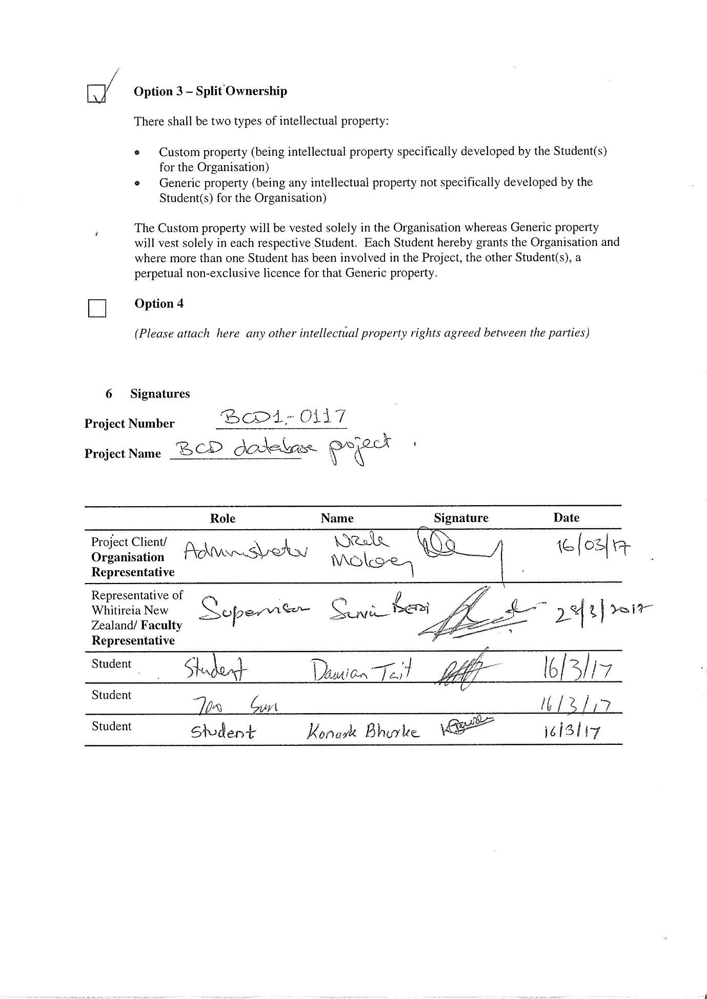 Option 3 – Split Ownership
There shall be two types of intellectual property:
• Custom property (being intellectual property specifically developed by the Student(s)
for the Organisation)
• Generic property (being any intellectual property not specifically developed by the
Student(s) for the Organisation)
The Custom property will be vested solely in the Organisation whereas Generic property
will vest solely in each respective Student. Each Student hereby grants the Organisation and
where more than one Student has been involved in the Project, the other Student(s), a
perpetual non-exclusive licence for that Generic property.
Option 4
(Please attach here any other intellectual property rights agreed between the parties)
6 Signatures
Project Number BCD1-0117
Project Name BCD database project
Role Name Signature Date
Project Client/
Organisation
Representative
Administrator 16/03/17
Representative of
Whitireia New
Zealand/ Faculty
Representative
Supervisor 28/3/2017
Student Student Damian Tait 16/3/17
Student Sun 16/3/17
Student Student Konark Bhurke 16/3/17